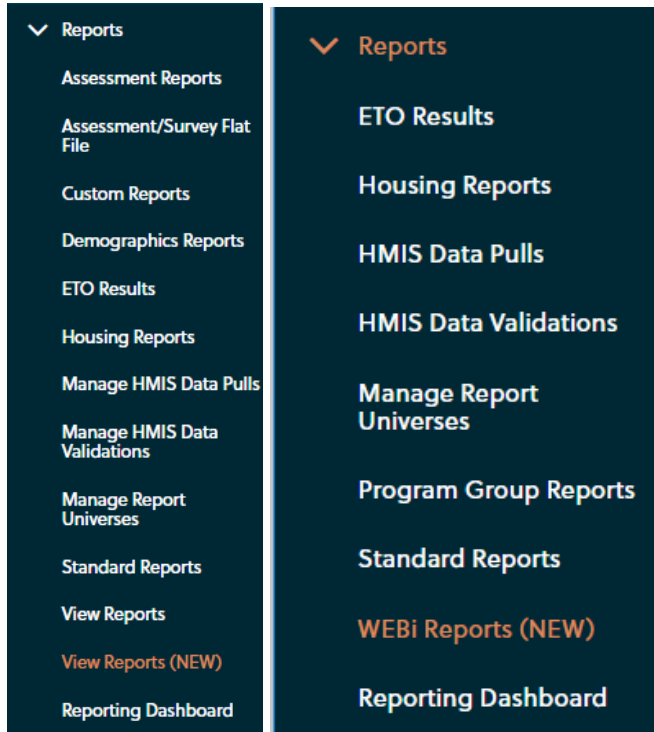 Reports
Assessment Reports
Assessment/Survey Flat
File
Custom Reports
Demographics Reports
ETO Results
Housing Reports
Manage HMIS Data Pulls
Manage HMIS Data
Validations
Manage Report
Universes
Standard Reports
View Reports
View Reports (NEW)
Reporting Dashboard
Reports
ETO Results
Housing Reports
HMIS Data Pulls
HMIS Data Validations
Manage Report
Universes
Program Group Reports
Standard Reports
WEBi Reports (NEW)
Reporting Dashboard